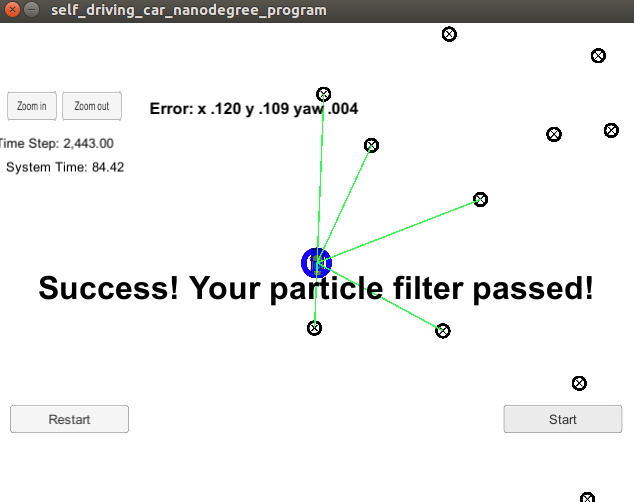 self_driving_car_nanodegree_program
Zoom in Zoom out
Error: x .120 y .109 yaw .004
Time Step: 2,443.00
System Time: 84.42
Success! Your particle filter passed!
Restart Start